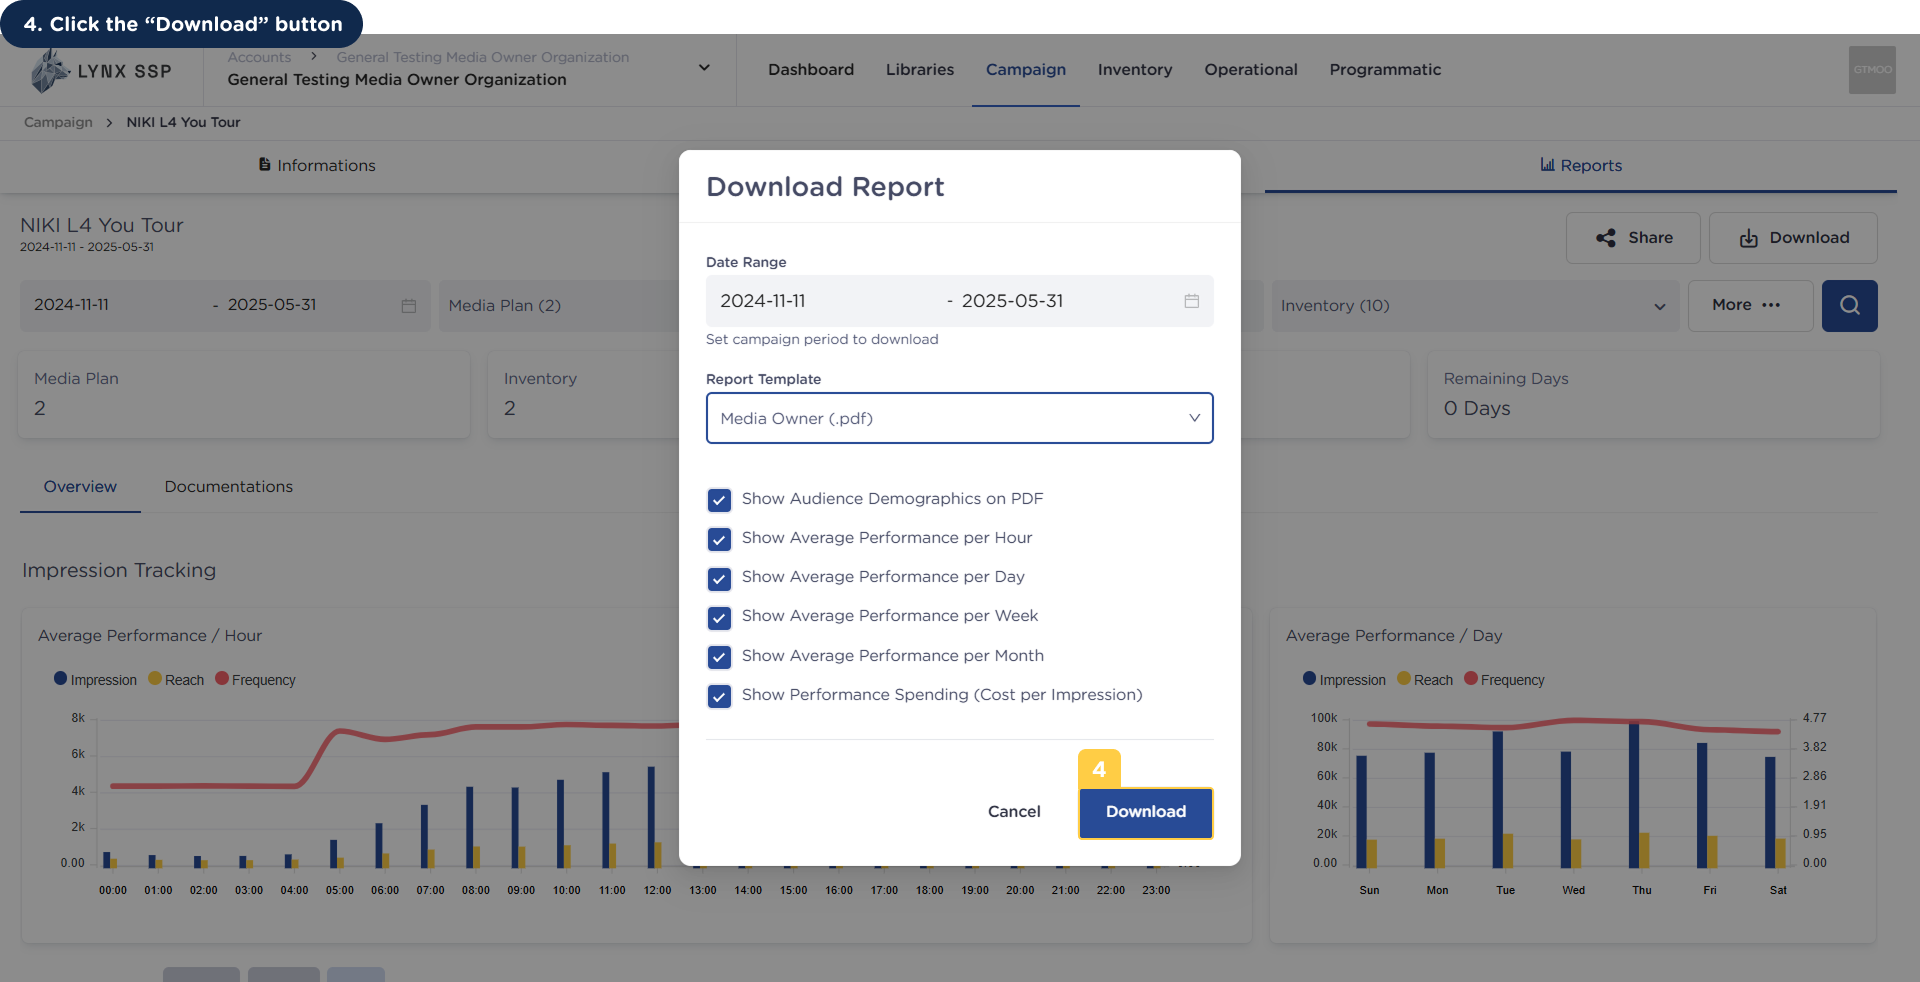 4. Click the “Download” button
LYNX SSP
Accounts > General Testing Media Owner Organization
General Testing Media Owner Organization
Dashboard
Libraries
Campaign
Inventory
Operational
Programmatic
GTMOO
Campaign > NIKI L4 You Tour
Informations
Reports
NIKI L4 You Tour
2024-11-11 - 2025-05-31
Share
Download
2024-11-11 - 2025-05-31
Media Plan (2)
Inventory (10)
More •••
Media Plan
2
Inventory
2
Remaining Days
0 Days
Overview
Documentations
Impression Tracking
Average Performance / Hour
Impression Reach Frequency
8k
6k
4k
2k
0.00
00:00 01:00 02:00 03:00 04:00 05:00 06:00 07:00 08:00 09:00 10:00 11:00 12:00 13:00 14:00 15:00 16:00 17:00 18:00 19:00 20:00 21:00 22:00 23:00
Download Report
Date Range
2024-11-11 - 2025-05-31
Set campaign period to download
Report Template
Media Owner (.pdf)
Show Audience Demographics on PDF
Show Average Performance per Hour
Show Average Performance per Day
Show Average Performance per Week
Show Average Performance per Month
Show Performance Spending (Cost per Impression)
4
Cancel
Download
Average Performance / Day
Impression Reach Frequency
100k 4.77
80k 3.82
60k 2.86
40k 1.91
20k 0.95
0.00 0.00
Sun Mon Tue Wed Thu Fri Sat